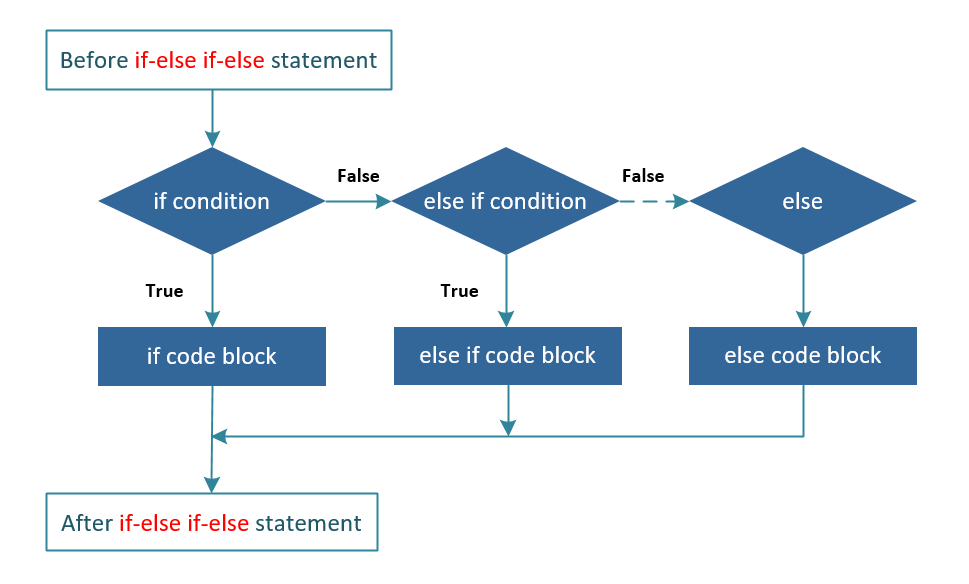 Before if-else if-else statement
False
False
if condition
else if condition
else
True
True
if code block
else if code block
else code block
After if-else if-else statement